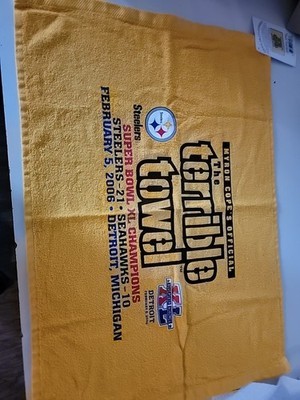 MYRON COPE'S OFFICIAL
The
terrible
towel
Steelers
Steelers
XL
DETROIT
SUPER BOWL XL CHAMPIONS
STEELERS - 21 • SEAHAWKS - 10
FEBRUARY 5, 2006 • DETROIT, MICHIGAN